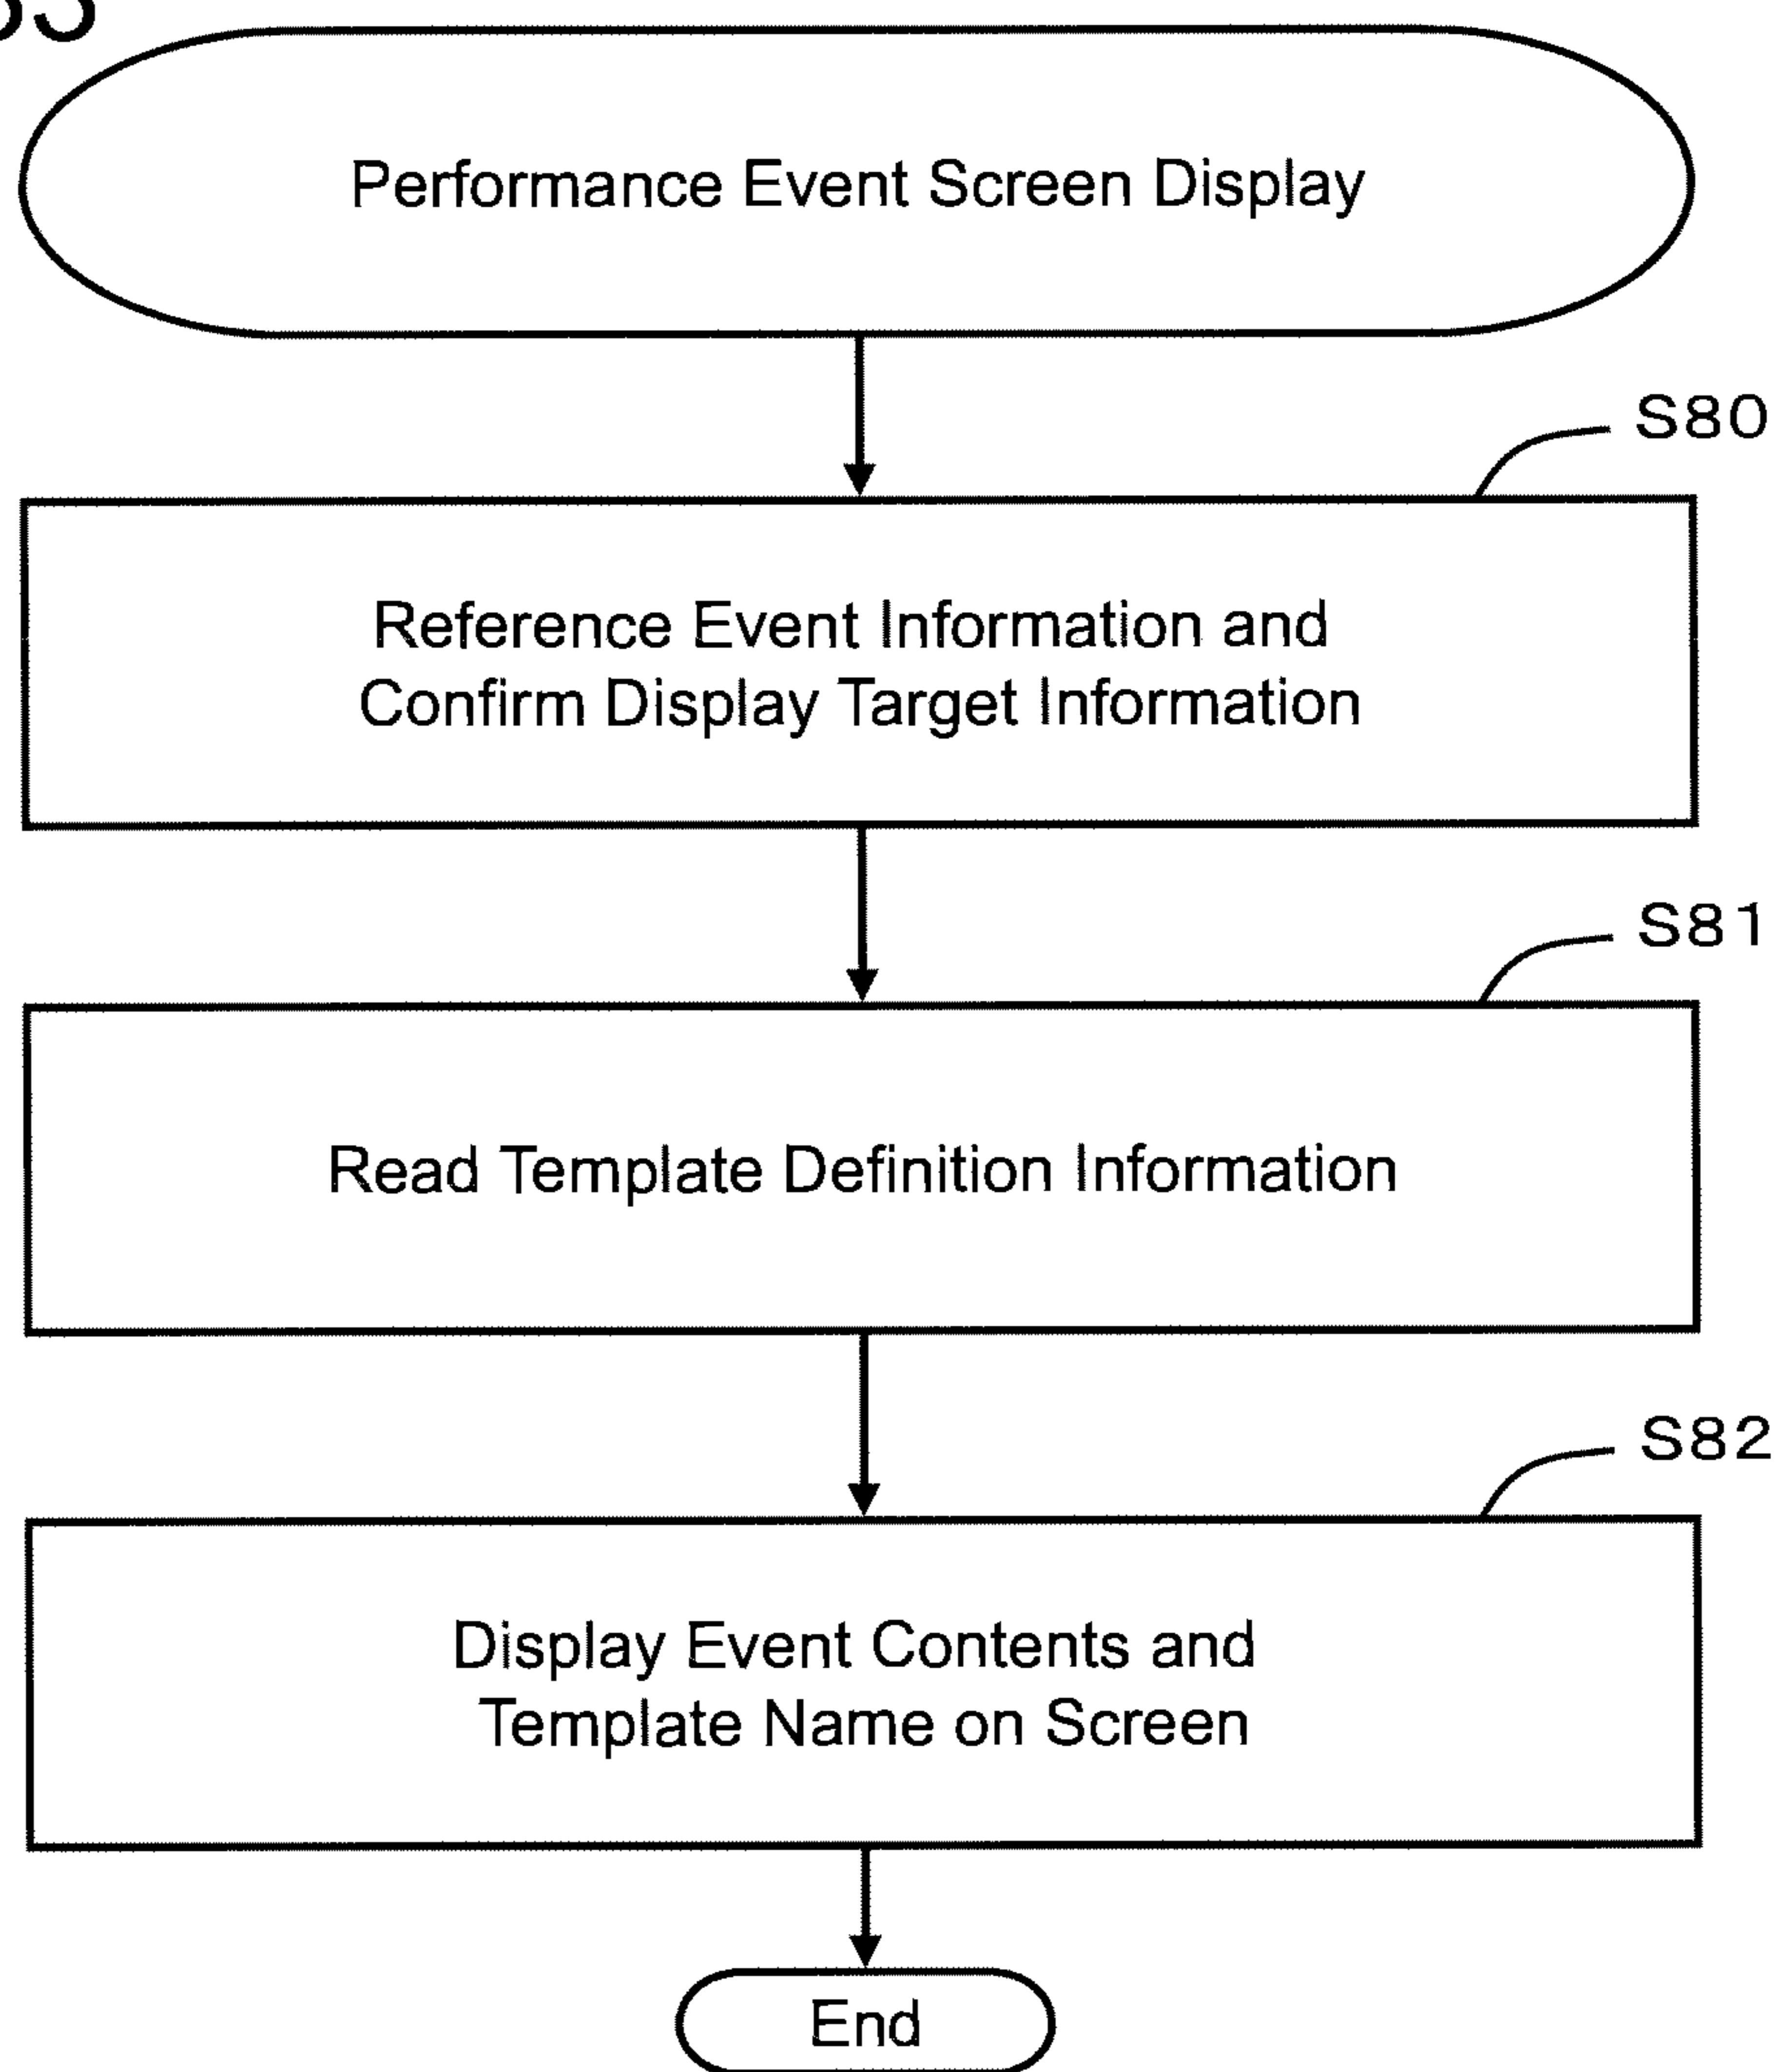 Performance Event Screen Display
S80
Reference Event Information and
Confirm Display Target Information
S81
Read Template Definition Information
S82
Display Event Contents and
Template Name on Screen
End